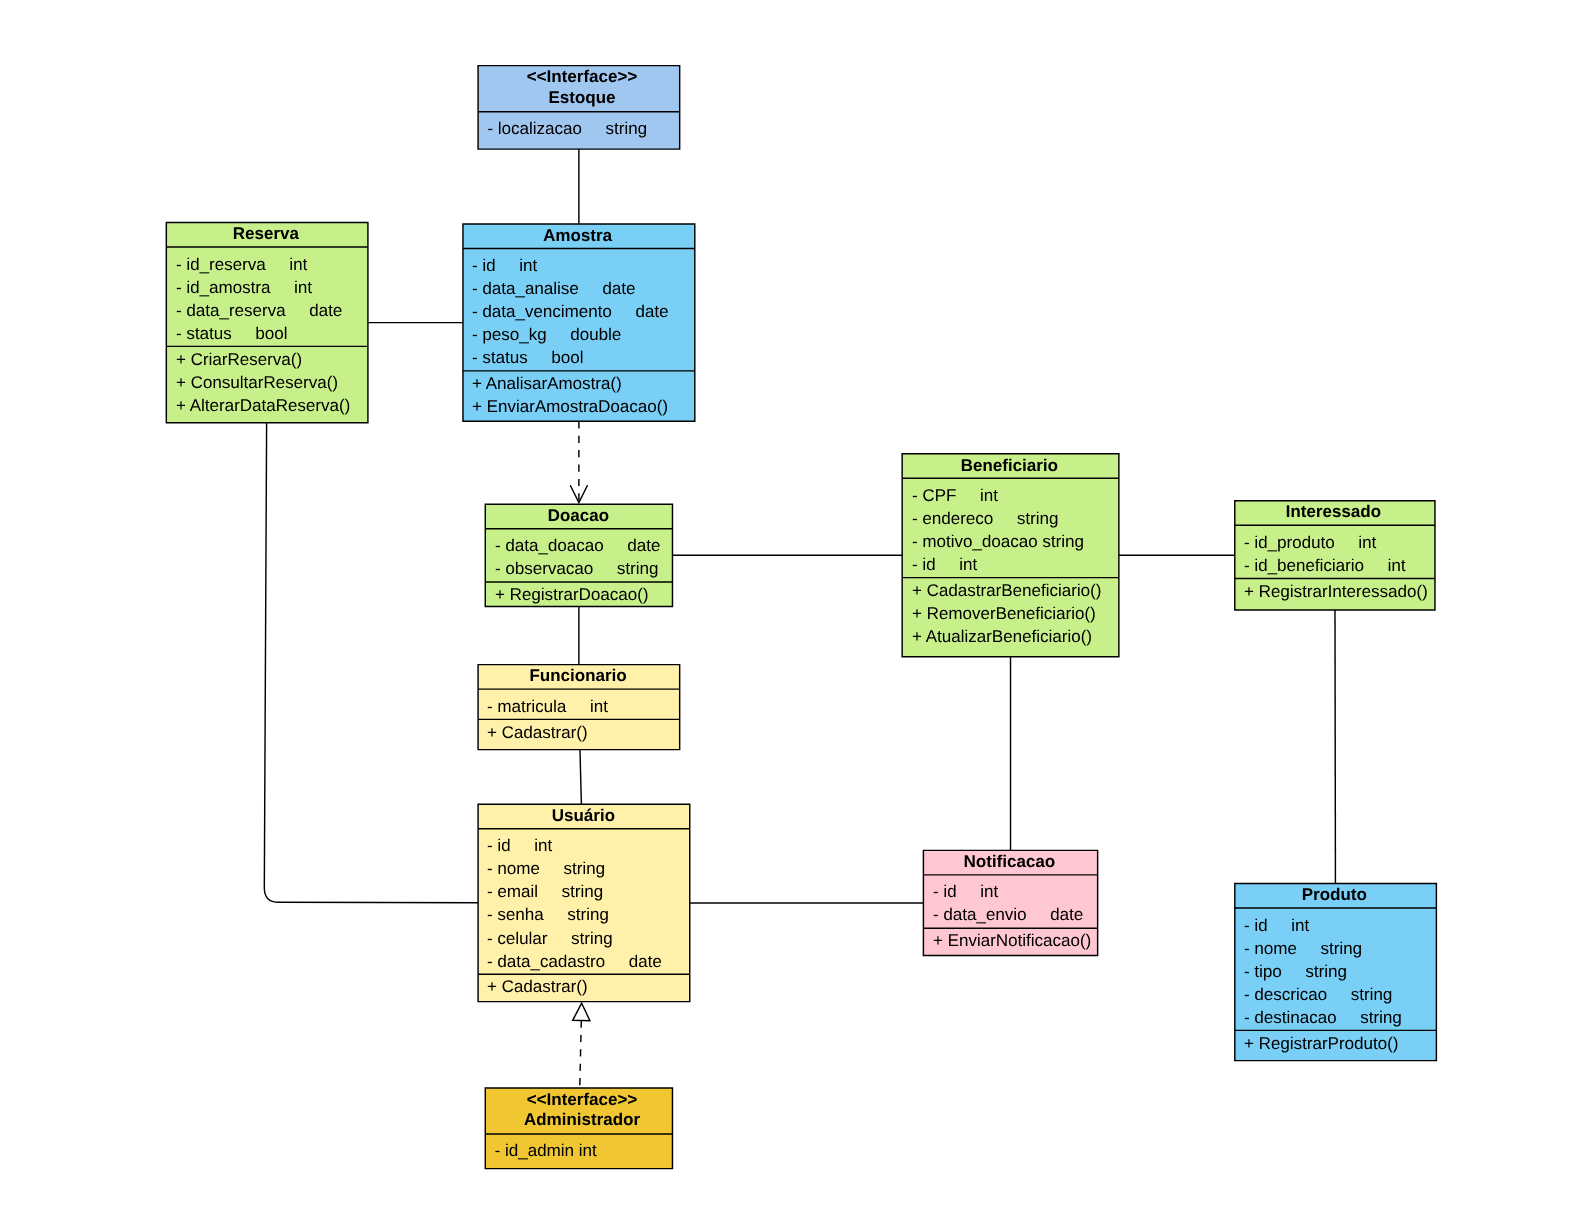 <<Interface>>
Estoque
- localizacao string
Reserva
- id_reserva int
- id_amostra int
- data_reserva date
- status bool
+ CriarReserva()
+ ConsultarReserva()
+ AlterarDataReserva()
Amostra
- id int
- data_analise date
- data_vencimento date
- peso_kg double
- status bool
+ AnalisarAmostra()
+ EnviarAmostraDoacao()
Doacao
- data_doacao date
- observacao string
+ RegistrarDoacao()
Beneficiario
- CPF int
- endereco string
- motivo_doacao string
- id int
+ CadastrarBeneficiario()
+ RemoverBeneficiario()
+ AtualizarBeneficiario()
Interessado
- id_produto int
- id_beneficiario int
+ RegistrarInteressado()
Funcionario
- matricula int
+ Cadastrar()
Usuário
- id int
- nome string
- email string
- senha string
- celular string
- data_cadastro date
+ Cadastrar()
Notificacao
- id int
- data_envio date
+ EnviarNotificacao()
Produto
- id int
- nome string
- tipo string
- descricao string
- destinacao string
+ RegistrarProduto()
<<Interface>>
Administrador
- id_admin int